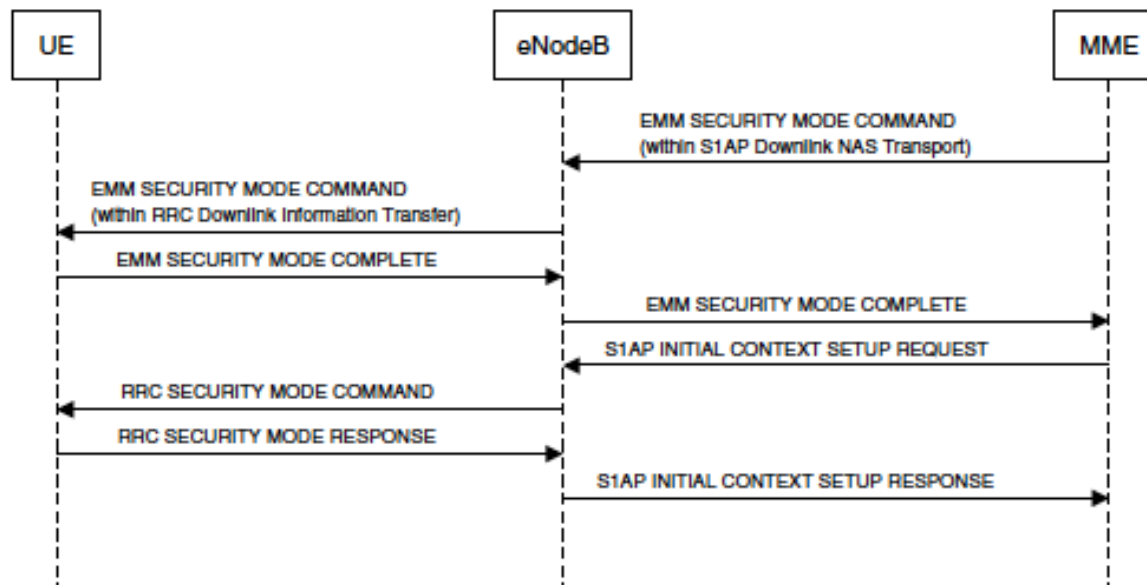 UE
eNodeB
MME
EMM SECURITY MODE COMMAND
(within S1AP Downlink NAS Transport)
EMM SECURITY MODE COMMAND
(within RRC Downlink Information Transfer)
EMM SECURITY MODE COMPLETE
EMM SECURITY MODE COMPLETE
S1AP INITIAL CONTEXT SETUP REQUEST
RRC SECURITY MODE COMMAND
RRC SECURITY MODE RESPONSE
S1AP INITIAL CONTEXT SETUP RESPONSE